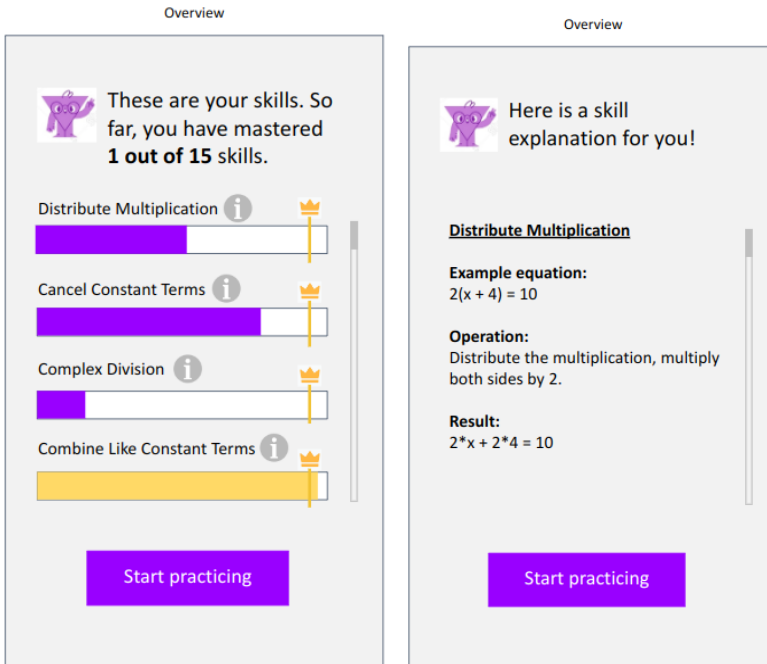 Overview
These are your skills. So
far, you have mastered
1 out of 15 skills.
Distribute Multiplication i
Cancel Constant Terms i
Complex Division i
Combine Like Constant Terms i
Start practicing
Overview
Here is a skill
explanation for you!
Distribute Multiplication
Example equation:
2(x + 4) = 10
Operation:
Distribute the multiplication, multiply
both sides by 2.
Result:
2*x + 2*4 = 10
Start practicing